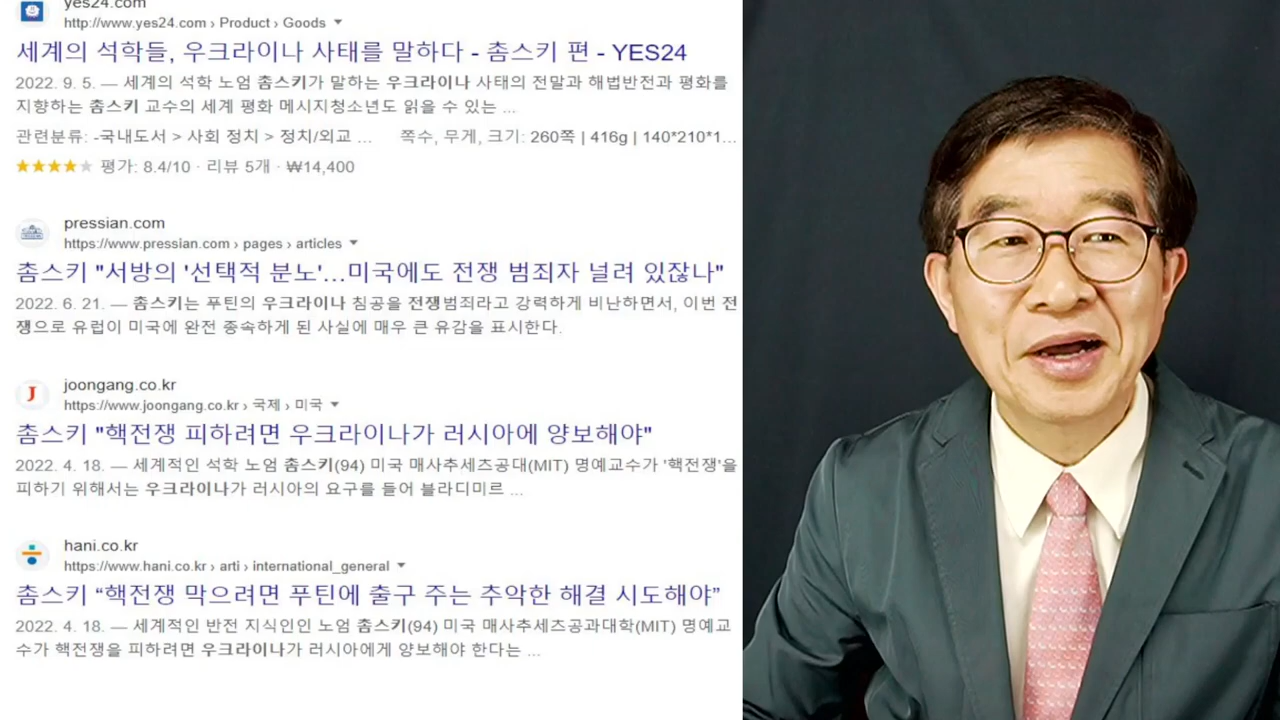 yes24.com
http://www.yes24.com › Product › Goods
세계의 석학들, 우크라이나 사태를 말하다 - 촘스키 편 - YES24
2022. 9. 5. — 세계의 석학 노엄 촘스키가 말하는 우크라이나 사태의 전말과 해법반전과 평화를
지향하는 촘스키 교수의 세계 평화 메시지청소년도 읽을 수 있는 ...
관련분류: -국내도서 > 사회 정치 > 정치/외교 ... 쪽수, 무게, 크기: 260쪽 | 416g | 140*210*1...
평가: 8.4/10 · 리뷰 5개 · ₩14,400
pressian.com
https://www.pressian.com › pages › articles
촘스키 "서방의 '선택적 분노'...미국에도 전쟁 범죄자 널려 있잖나"
2022. 6. 21. — 촘스키는 푸틴의 우크라이나 침공을 전쟁범죄라고 강력하게 비난하면서, 이번 전
쟁으로 유럽이 미국에 완전 종속하게 된 사실에 매우 큰 유감을 표시한다.
J
joongang.co.kr
https://www.joongang.co.kr › 국제 › 미국
촘스키 "핵전쟁 피하려면 우크라이나가 러시아에 양보해야"
2022. 4. 18. — 세계적인 석학 노엄 촘스키(94) 미국 매사추세츠공대(MIT) 명예교수가 '핵전쟁'을
피하기 위해서는 우크라이나가 러시아의 요구를 들어 블라디미르 ...
hani.co.kr
https://www.hani.co.kr › arti › international_general
촘스키 “핵전쟁 막으려면 푸틴에 출구 주는 추악한 해결 시도해야”
2022. 4. 18. — 세계적인 반전 지식인인 노엄 촘스키(94) 미국 매사추세츠공과대학(MIT) 명예교
수가 핵전쟁을 피하려면 우크라이나가 러시아에게 양보해야 한다는 ...